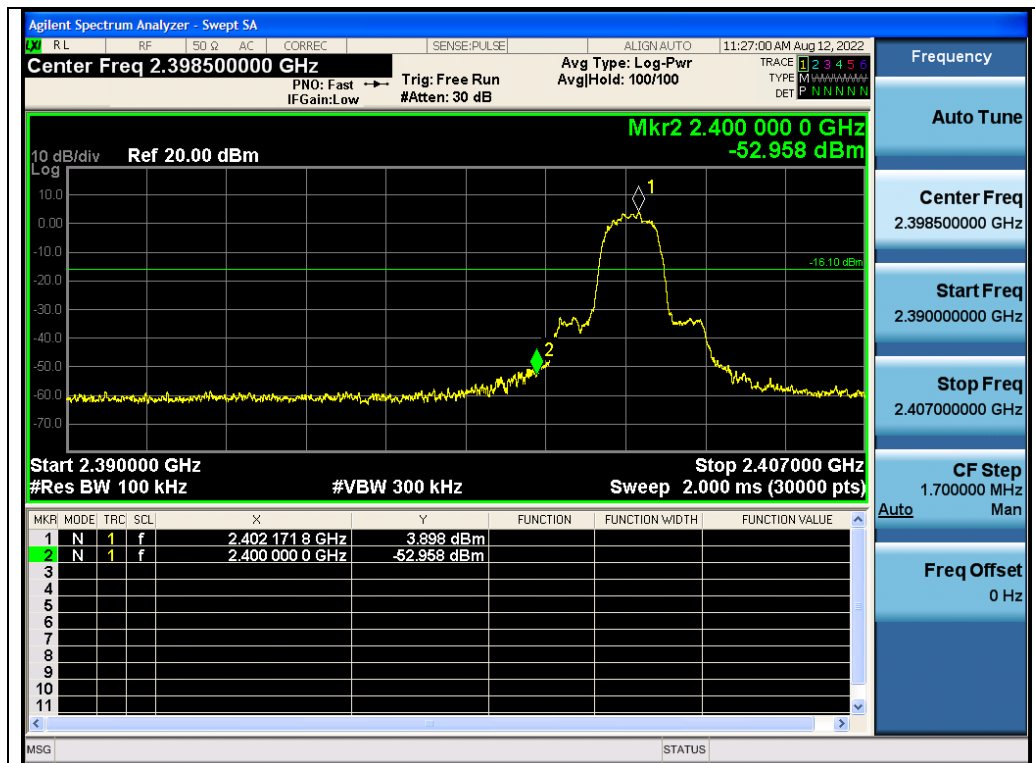 Agilent Spectrum Analyzer - Swept SA
LXI RL RF 50 Ω AC CORREC SENSE:PULSE ALIGN AUTO 11:27:00 AM Aug 12, 2022
Center Freq 2.398500000 GHz
PNO: Fast
IFGain:Low
Trig: Free Run
#Atten: 30 dB
Avg Type: Log-Pwr
Avg|Hold: 100/100
TRACE 1 2 3 4 5 6
TYPE M
DET P N N N N N
Mkr2 2.400 000 0 GHz
-52.958 dBm
10 dB/div
Log
Ref 20.00 dBm
10.0
0.00
-10.0
-20.0
-30.0
-40.0
-50.0
-60.0
-70.0
1
-16.10 dBm
2
Start 2.390000 GHz Stop 2.407000 GHz
#Res BW 100 kHz #VBW 300 kHz Sweep 2.000 ms (30000 pts)
MKR MODE TRC SCL X Y FUNCTION FUNCTION WIDTH FUNCTION VALUE
1 N 1 f 2.402 171 8 GHz 3.898 dBm
2 N 1 f 2.400 000 0 GHz -52.958 dBm
3
4
5
6
7
8
9
10
11
MSG STATUS
Frequency
Auto Tune
Center Freq
2.398500000 GHz
Start Freq
2.390000000 GHz
Stop Freq
2.407000000 GHz
CF Step
1.700000 MHz
Auto Man
Freq Offset
0 Hz